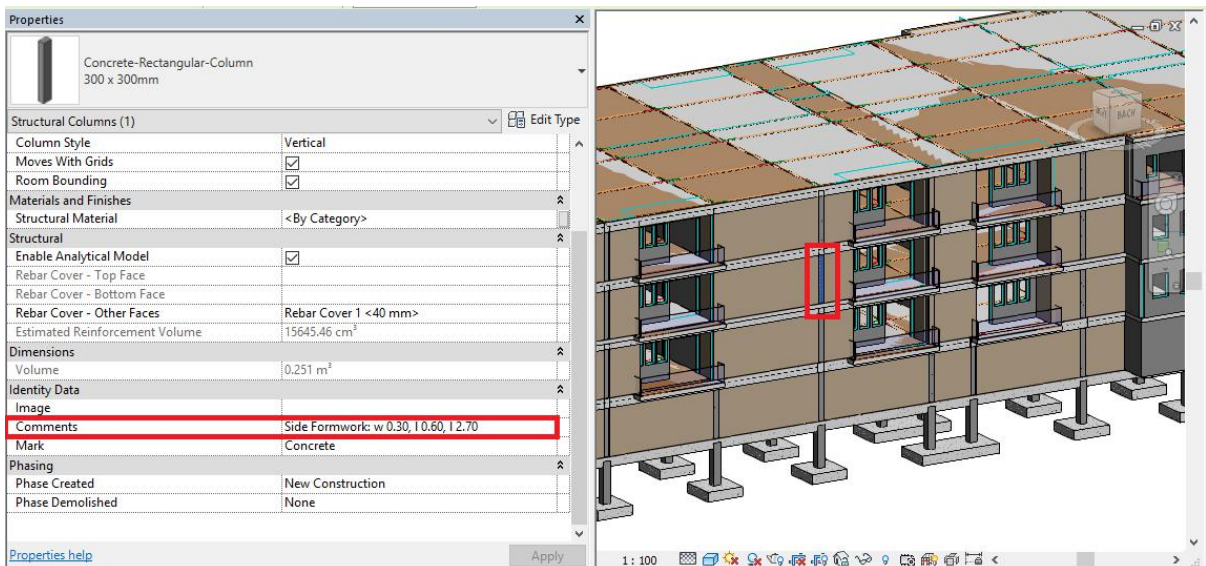 Properties
Concrete-Rectangular-Column
300 x 300mm
Structural Columns (1)
Edit Type
Column Style Vertical
Moves With Grids
Room Bounding
Materials and Finishes
Structural Material <By Category>
Structural
Enable Analytical Model
Rebar Cover - Top Face
Rebar Cover - Bottom Face
Rebar Cover - Other Faces Rebar Cover 1 <40 mm>
Estimated Reinforcement Volume 15645.46 cm³
Dimensions
Volume 0.251 m³
Identity Data
Image
Comments Side Formwork: w 0.30, l 0.60, l 2.70
Mark Concrete
Phasing
Phase Created New Construction
Phase Demolished None
Properties help
Apply
BACK
1 : 100